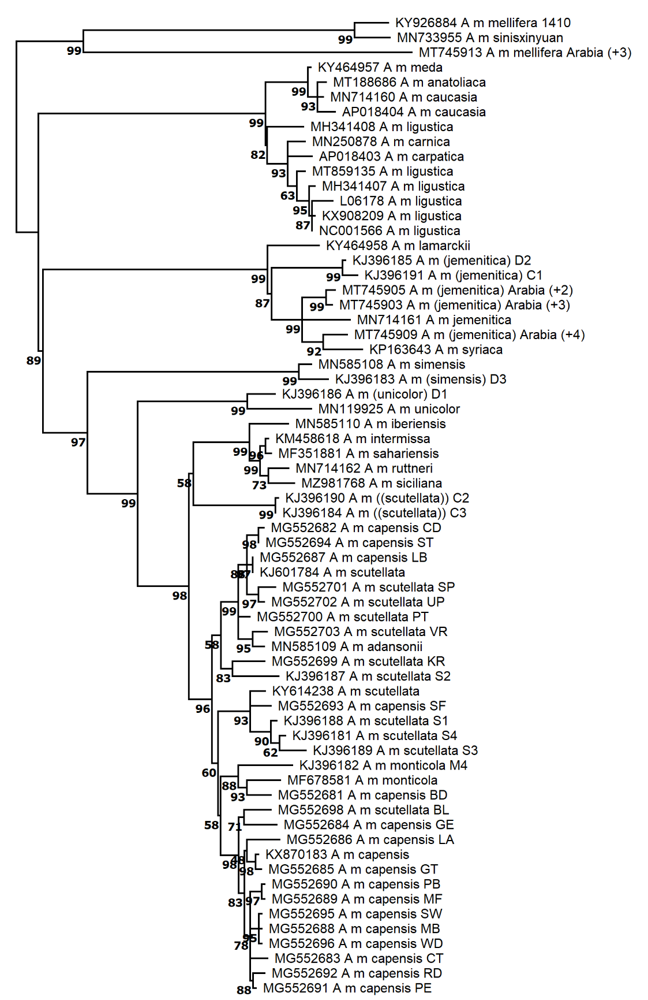 KY926884 A m mellifera 1410
MN733955 A m sinisxinyuan
99
99
MT745913 A m mellifera Arabia (+3)
KY464957 A m meda
MT188686 A m anatoliaca
99
MN714160 A m caucasia
93
AP018404 A m caucasia
99
MH341408 A m ligustica
MN250878 A m carnica
82
AP018403 A m carpatica
93
MT859135 A m ligustica
MH341407 A m ligustica
63
L06178 A m ligustica
95
KX908209 A m ligustica
87
NC001566 A m ligustica
KY464958 A m lamarckii
KJ396185 A m (jemenitica) D2
99
99
KJ396191 A m (jemenitica) C1
MT745905 A m (jemenitica) Arabia (+2)
87
99
MT745903 A m (jemenitica) Arabia (+3)
MN714161 A m jemenitica
99
MT745909 A m (jemenitica) Arabia (+4)
92
KP163643 A m syriaca
89
MN585108 A m simensis
99
KJ396183 A m (simensis) D3
KJ396186 A m (unicolor) D1
99
MN119925 A m unicolor
MN585110 A m iberiensis
97
KM458618 A m intermissa
99
96
MF351881 A m sahariensis
99
MN714162 A m ruttneri
58
73
MZ981768 A m siciliana
KJ396190 A m ((scutellata)) C2
99
99
KJ396184 A m ((scutellata)) C3
MG552682 A m capensis CD
98
MG552694 A m capensis ST
MG552687 A m capensis LB
87
KJ601784 A m scutellata
MG552701 A m scutellata SP
98
97
MG552702 A m scutellata UP
99
MG552700 A m scutellata PT
MG552703 A m scutellata VR
58
95
MN585109 A m adansonii
MG552699 A m scutellata KR
83
KJ396187 A m scutellata S2
KY614238 A m scutellata
96
MG552693 A m capensis SF
93
KJ396188 A m scutellata S1
90
KJ396181 A m scutellata S4
62
KJ396189 A m scutellata S3
KJ396182 A m monticola M4
60
MF678581 A m monticola
88
93
MG552681 A m capensis BD
MG552698 A m scutellata BL
58
71
MG552684 A m capensis GE
MG552686 A m capensis LA
KX870183 A m capensis
98
48
98
MG552685 A m capensis GT
MG552690 A m capensis PB
83
97
MG552689 A m capensis MF
MG552695 A m capensis SW
MG552688 A m capensis MB
95
78
MG552696 A m capensis WD
MG552683 A m capensis CT
MG552692 A m capensis RD
88
MG552691 A m capensis PE